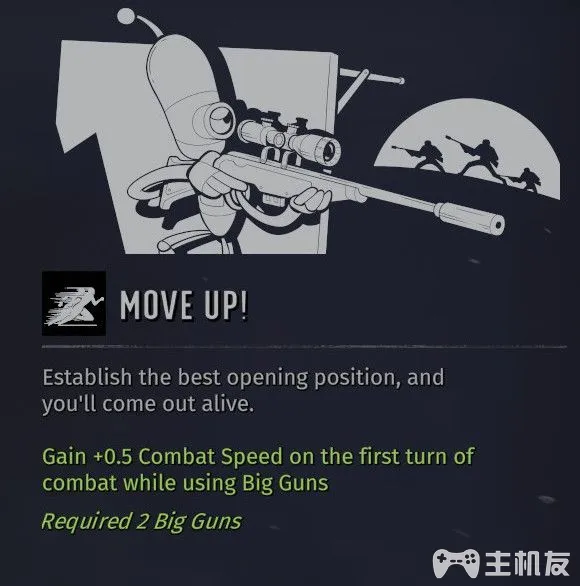 MOVE UP!
Establish the best opening position, and
you'll come out alive.
Gain +0.5 Combat Speed on the first turn of
combat while using Big Guns
Required 2 Big Guns
主机友